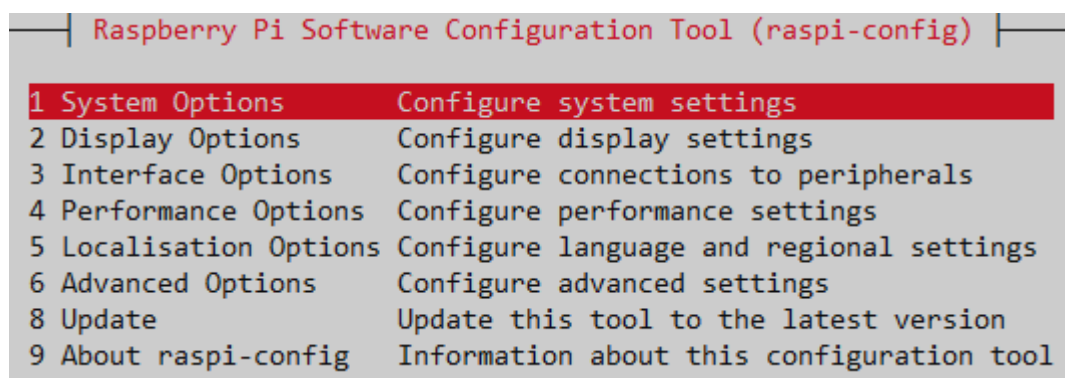 Raspberry Pi Software Configuration Tool (raspi-config)
1 System Options Configure system settings
2 Display Options Configure display settings
3 Interface Options Configure connections to peripherals
4 Performance Options Configure performance settings
5 Localisation Options Configure language and regional settings
6 Advanced Options Configure advanced settings
8 Update Update this tool to the latest version
9 About raspi-config Information about this configuration tool